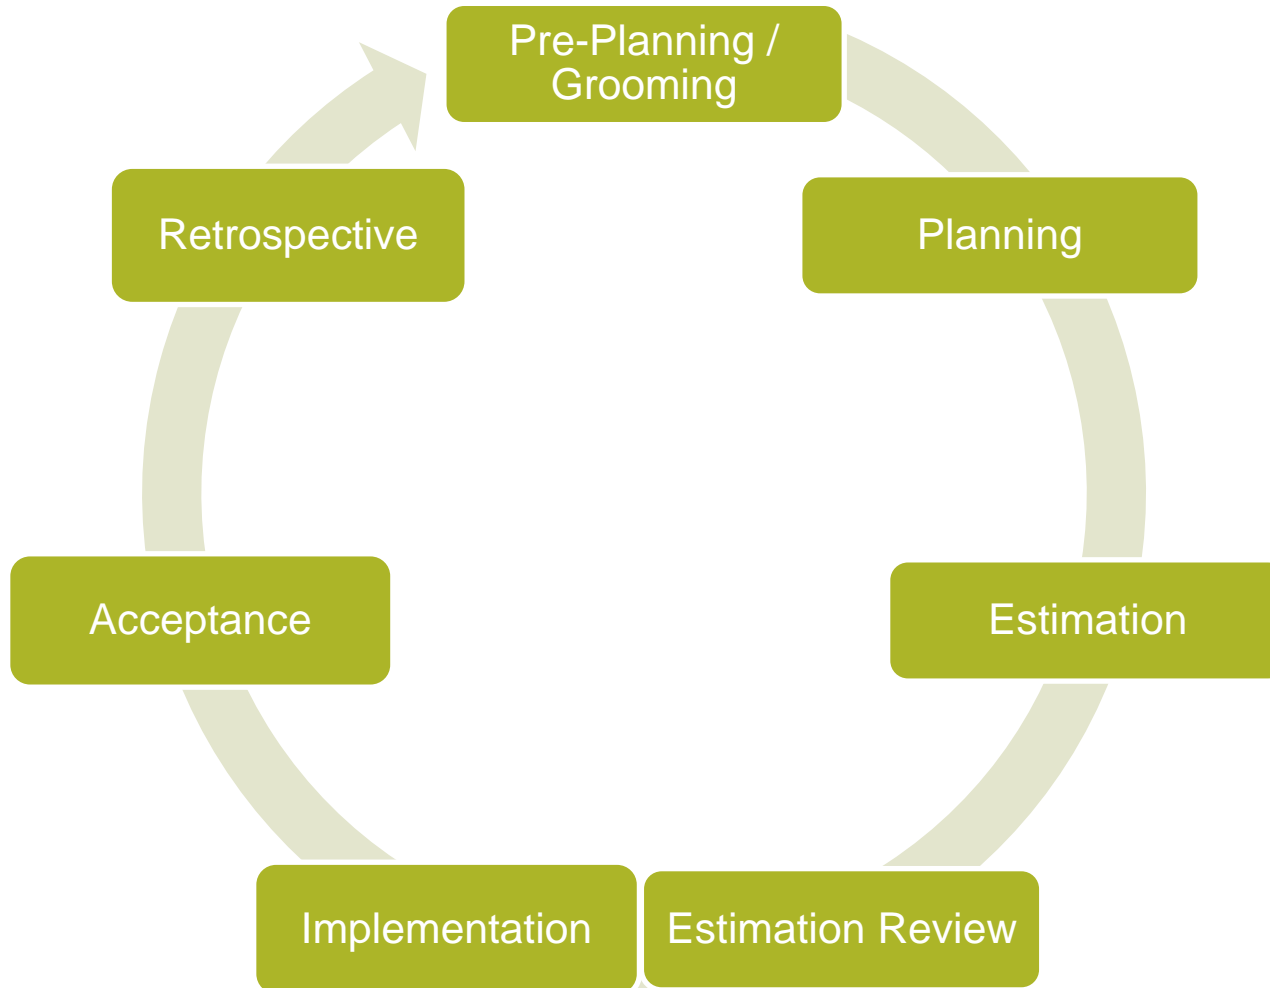 Pre-Planning /
Grooming
Planning
Estimation
Estimation Review
Implementation
Acceptance
Retrospective